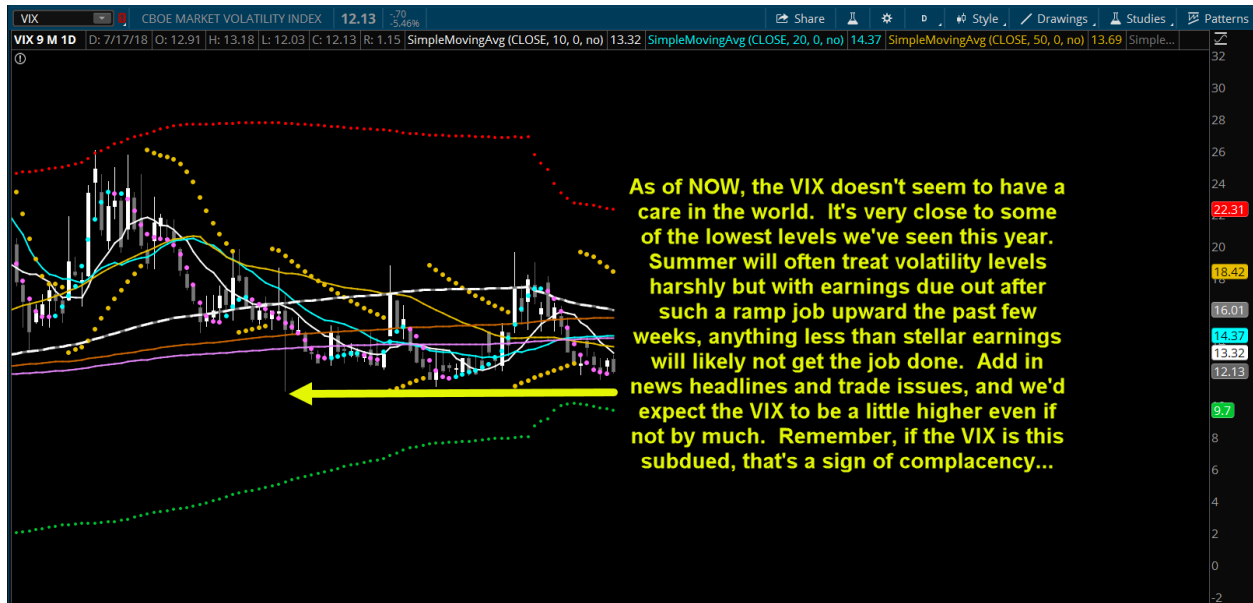 VIX
CBOE MARKET VOLATILITY INDEX
12.13
-.70
-5.46%
Share
D
Style
Drawings
Studies
Patterns
VIX 9 M 1D D: 7/17/18 O: 12.91 H: 13.18 L: 12.03 C: 12.13 R: 1.15 SimpleMovingAvg (CLOSE, 10, 0, no) 13.32 SimpleMovingAvg (CLOSE, 20, 0, no) 14.37 SimpleMovingAvg (CLOSE, 50, 0, no) 13.69 Simple...
32
30
28
26
24
22.31
20
18.42
16.01
14.37
13.32
12.13
9.7
8
6
4
2
0
-2
As of NOW, the VIX doesn't seem to have a
care in the world. It's very close to some
of the lowest levels we've seen this year.
Summer will often treat volatility levels
harshly but with earnings due out after
such a ramp job upward the past few
weeks, anything less than stellar earnings
will likely not get the job done. Add in
news headlines and trade issues, and we'd
expect the VIX to be a little higher even if
not by much. Remember, if the VIX is this
subdued, that's a sign of complacency...